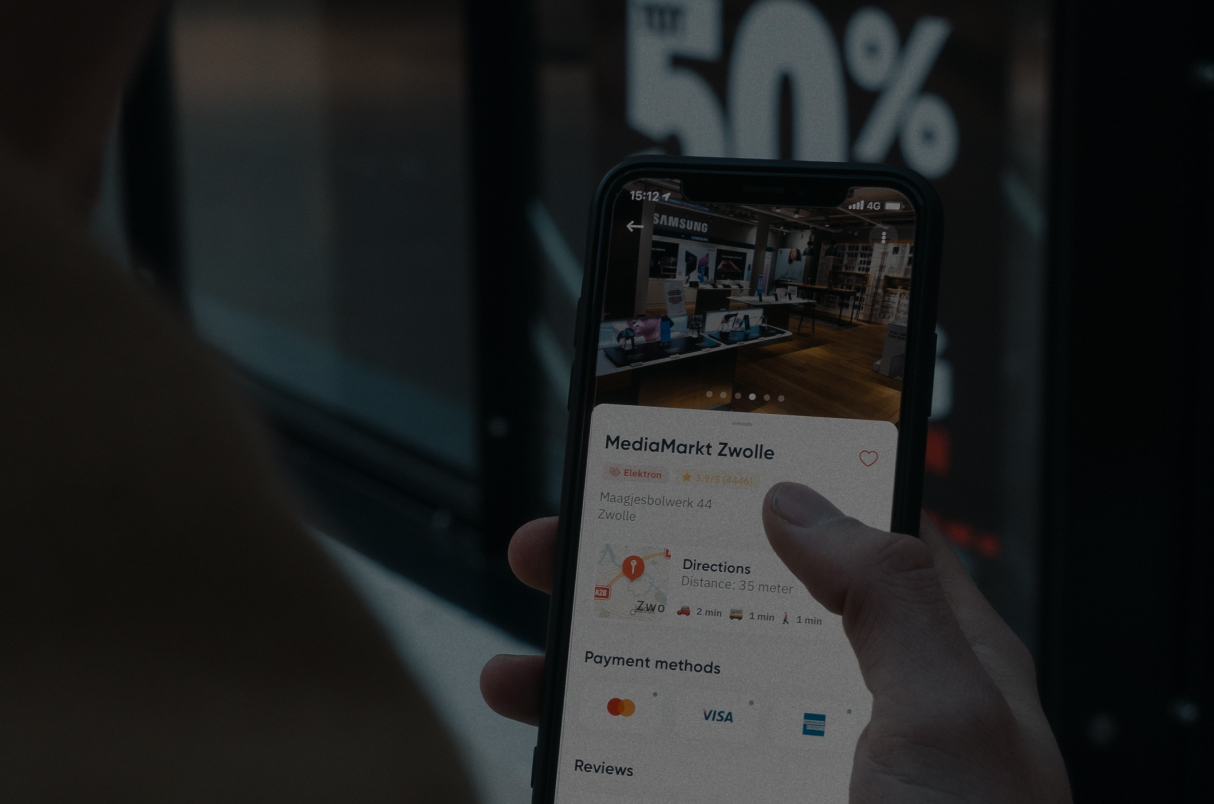 50%
15:12
4G
SAMSUNG
MediaMarkt Zwolle
Elektron
3.9/5 (4446)
Maagjesbolwerk 44
Zwolle
Directions
Distance: 35 meter
A28
Zwo
2 min
1 min
1 min
Payment methods
VISA
Reviews